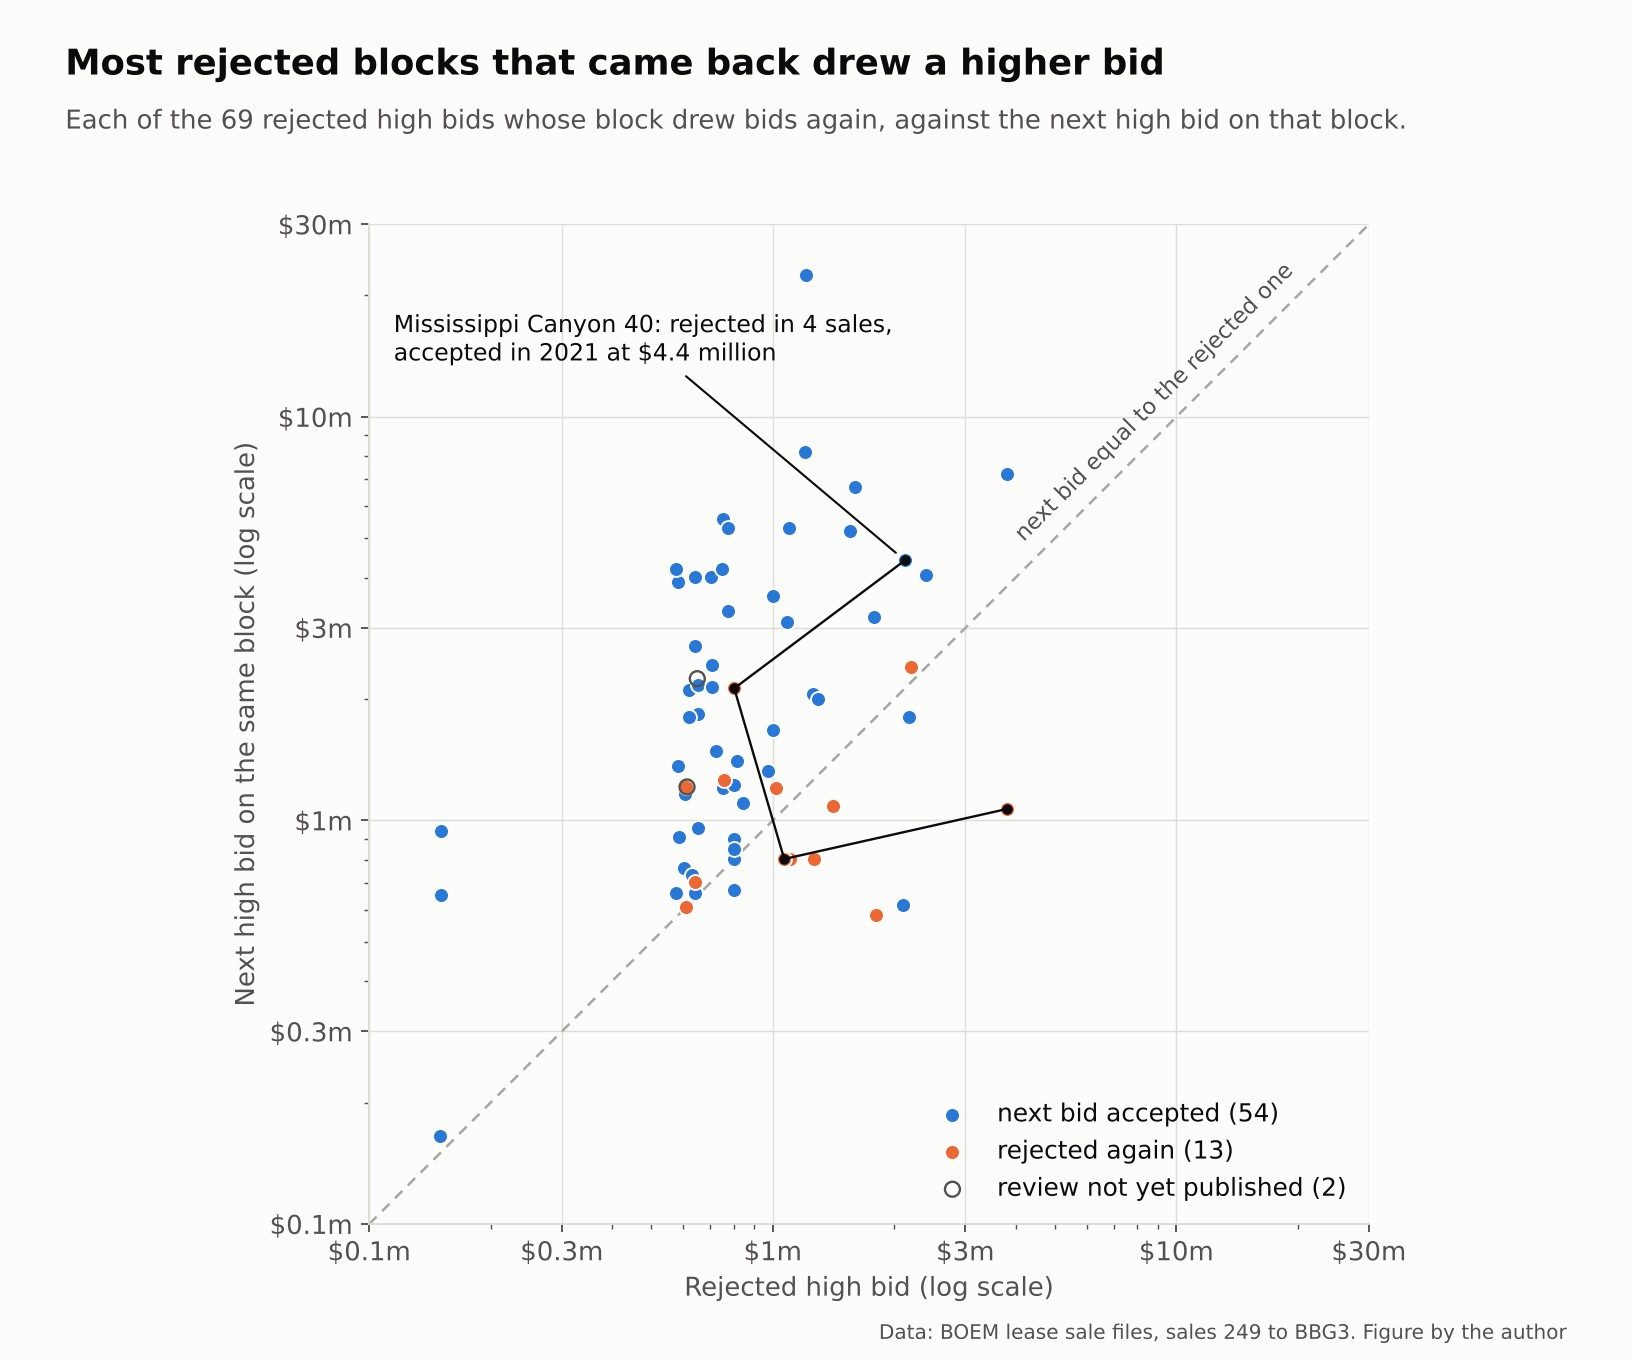 Most rejected blocks that came back drew a higher bid
Each of the 69 rejected high bids whose block drew bids again, against the next high bid on that block.
$30m
$10m
$3m
$1m
$0.3m
$0.1m
Next high bid on the same block (log scale)
Mississippi Canyon 40: rejected in 4 sales,
accepted in 2021 at $4.4 million
next bid equal to the rejected one
next bid accepted (54)
rejected again (13)
review not yet published (2)
$0.1m
$0.3m
$1m
$3m
$10m
$30m
Rejected high bid (log scale)
Data: BOEM lease sale files, sales 249 to BBG3. Figure by the author